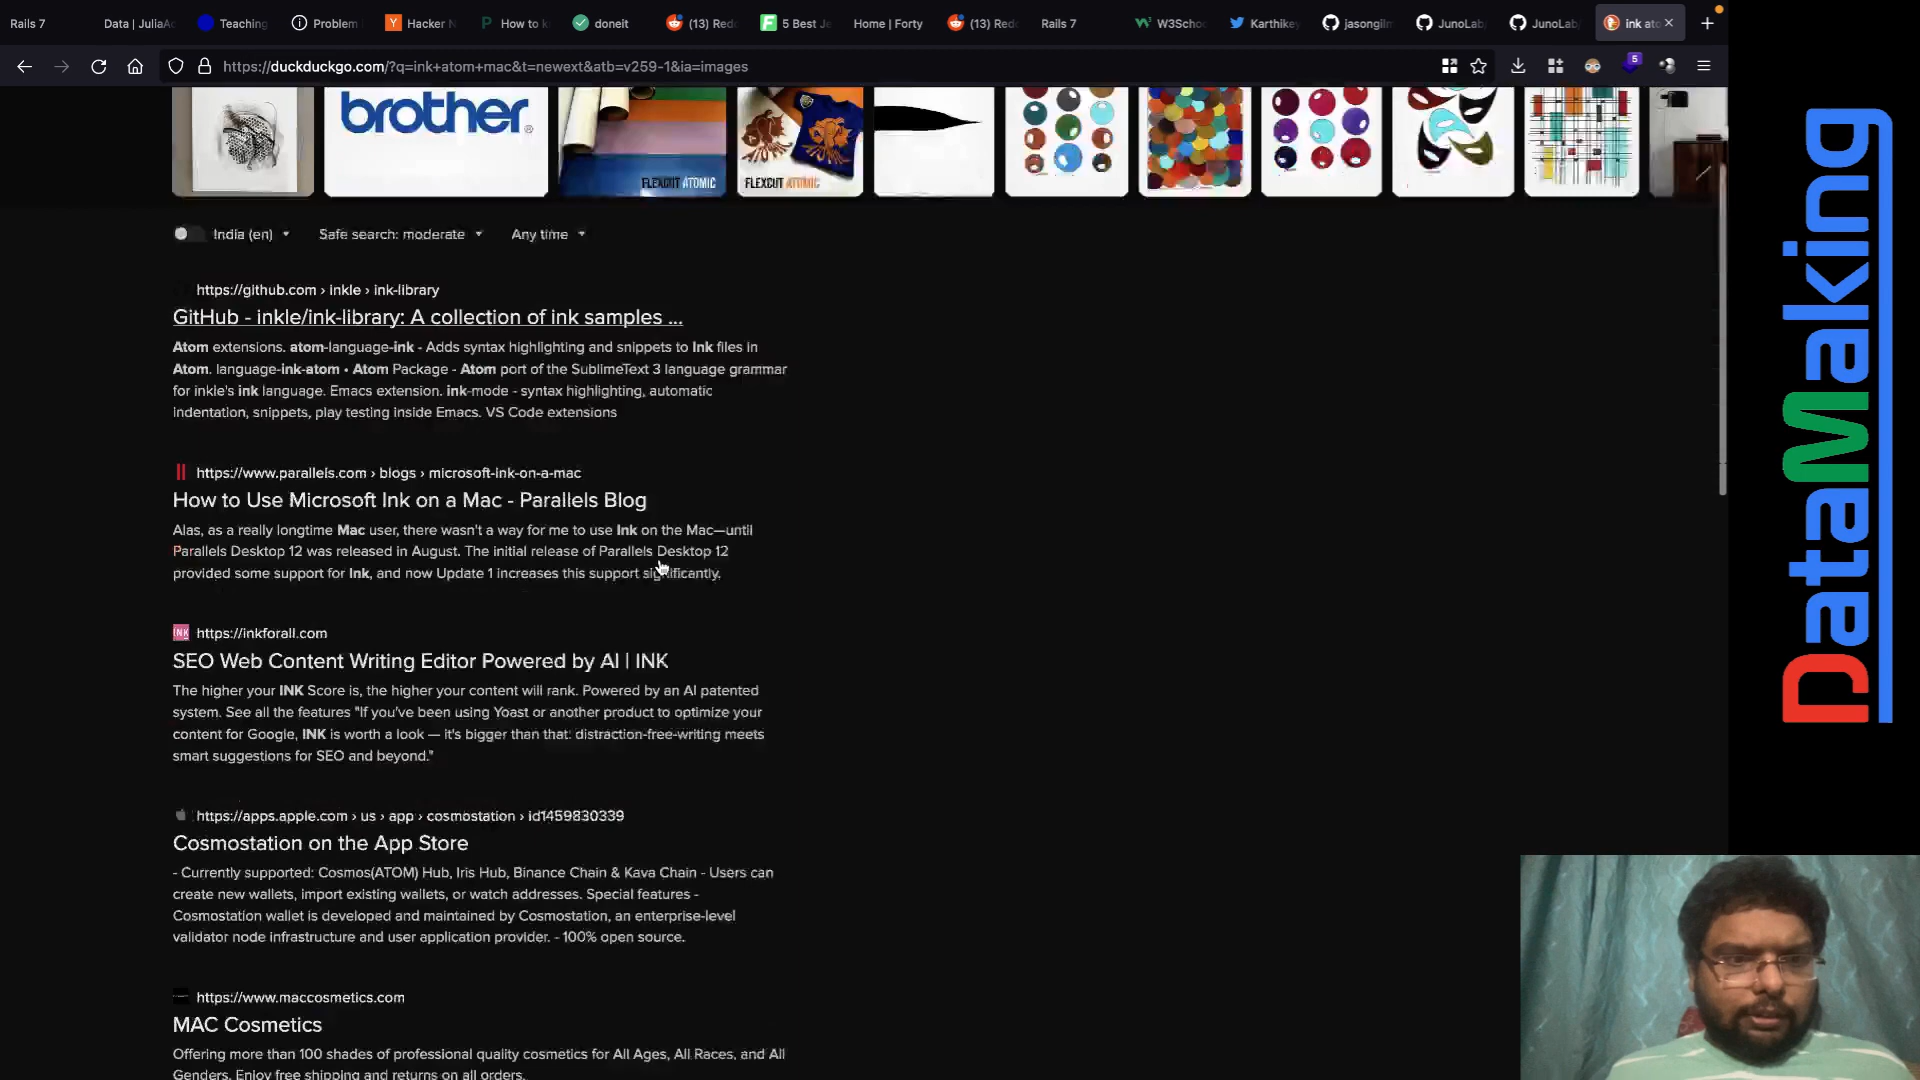 Rails 7
Data | JuliaAc
Teaching
Problem
Hacker N
How to k
doneit
(13) Redd
5 Best Je
Home | Forty
(13) Redd
Rails 7
W3Schoo
Karthikey
jasongilm
JunoLab
JunoLab
ink ato
https://duckduckgo.com/?q=ink+atom+mac&t=newext&atb=v259-1&ia=images
5
brother
FLEXCUT ATOMIC
FLEXCUT ATOMIC
India (en)
Safe search: moderate
Any time
https://github.com › inkle › ink-library
GitHub - inkle/ink-library: A collection of ink samples ...
Atom extensions. atom-language-ink - Adds syntax highlighting and snippets to Ink files in
Atom. language-ink-atom • Atom Package - Atom port of the SublimeText 3 language grammar
for inkle's ink language. Emacs extension. ink-mode - syntax highlighting, automatic
indentation, snippets, play testing inside Emacs. VS Code extensions
https://www.parallels.com › blogs › microsoft-ink-on-a-mac
How to Use Microsoft Ink on a Mac - Parallels Blog
Alas, as a really longtime Mac user, there wasn't a way for me to use Ink on the Mac—until
Parallels Desktop 12 was released in August. The initial release of Parallels Desktop 12
provided some support for Ink, and now Update 1 increases this support significantly.
INK
https://inkforall.com
SEO Web Content Writing Editor Powered by AI | INK
The higher your INK Score is, the higher your content will rank. Powered by an AI patented
system. See all the features "If you've been using Yoast or another product to optimize your
content for Google, INK is worth a look — it's bigger than that: distraction-free-writing meets
smart suggestions for SEO and beyond."
https://apps.apple.com › us › app › cosmostation › id1459830339
Cosmostation on the App Store
- Currently supported: Cosmos(ATOM) Hub, Iris Hub, Binance Chain & Kava Chain - Users can
create new wallets, import existing wallets, or watch addresses. Special features -
Cosmostation wallet is developed and maintained by Cosmostation, an enterprise-level
validator node infrastructure and user application provider. - 100% open source.
https://www.maccosmetics.com
MAC Cosmetics
Offering more than 100 shades of professional quality cosmetics for All Ages, All Races, and All
Genders. Enjoy free shipping and returns on all orders.
DataMaking